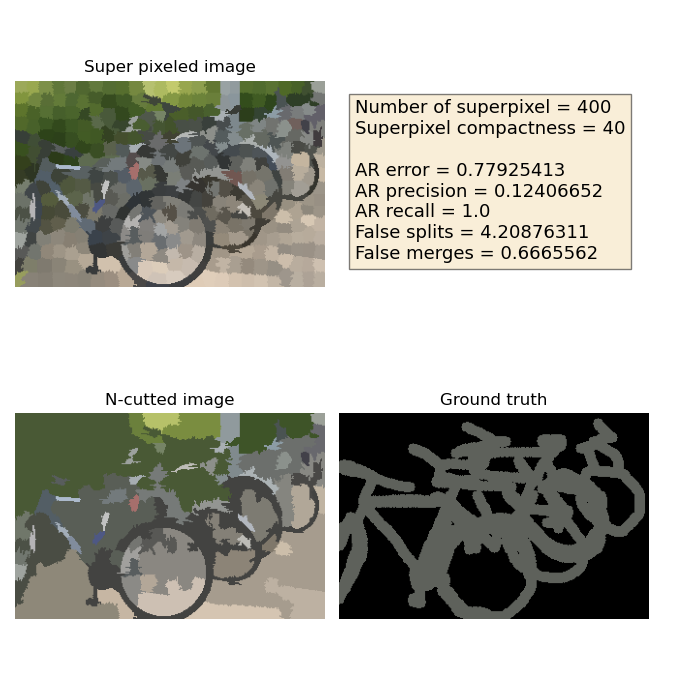 Super pixeled image
Number of superpixel = 400
Superpixel compactness = 40
AR error = 0.77925413
AR precision = 0.12406652
AR recall = 1.0
False splits = 4.20876311
False merges = 0.6665562
N-cutted image
Ground truth